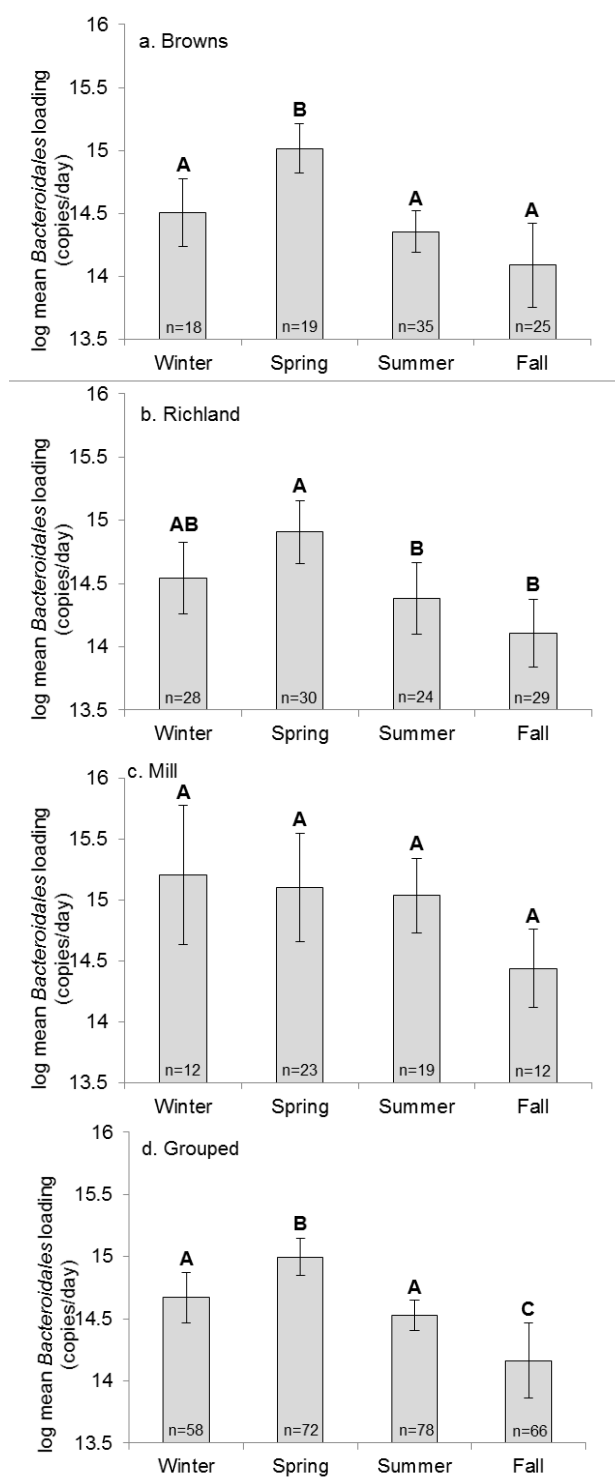 a. Browns
log mean Bacteroidales loading
(copies/day)
16
15.5
15
14.5
14
13.5
A
B
A
A
n=18
n=19
n=35
n=25
Winter
Spring
Summer
Fall
b. Richland
log mean Bacteroidales loading
(copies/day)
16
15.5
15
14.5
14
13.5
AB
A
B
B
n=28
n=30
n=24
n=29
Winter
Spring
Summer
Fall
c. Mill
log mean Bacteroidales loading
(copies/day)
16
15.5
15
14.5
14
13.5
A
A
A
A
n=12
n=23
n=19
n=12
Winter
Spring
Summer
Fall
d. Grouped
log mean Bacteroidales loading
(copies/day)
16
15.5
15
14.5
14
13.5
A
B
A
C
n=58
n=72
n=78
n=66
Winter
Spring
Summer
Fall